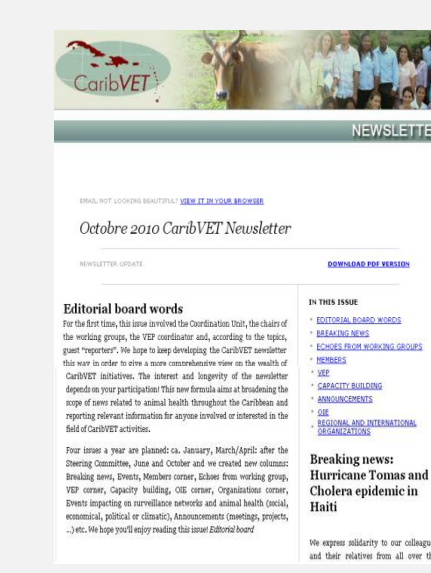 CaribVET
NEWSLETTE
EMAIL NOT LOOKING BEAUTIFUL? VIEW IT IN YOUR BROWSER
Octobre 2010 CaribVET Newsletter
NEWSLETTER UPDATE
DOWNLOAD PDF VERSION
Editorial board words
For the first time, this issue involved the Coordination Unit, the chairs of
the working groups, the VEP coordinator and, according to the topics,
guest "reporters". We hope to keep developing the CaribVET newsletter
this way in order to give a more comprehensive view on the wealth of
CaribVET initiatives. The interest and longevity of the newsletter
depends on your participation! This new formula aims at broadening the
scope of news related to animal health throughout the Caribbean and
reporting relevant information for anyone involved or interested in the
field of CaribVET activities.
Four issues a year are planned: ca. January, March/April: after the
Steering Committee, June and October and we created new columns:
Breaking news, Events, Members corner, Echoes from working group,
VEP corner, Capacity building, OIE corner, Organisations corner,
Events impacting on surveillance networks and animal health (social,
economical, political or climatic), Announcements (meetings, projects,
...) etc. We hope you'll enjoy reading this issue! Editorial board
IN THIS ISSUE
* EDITORIAL BOARD WORDS
* BREAKING NEWS
* ECHOES FROM WORKING GROUPS
* MEMBERS
* VEP
* CAPACITY BUILDING
* ANNOUNCEMENTS
* OIE
* REGIONAL AND INTERNATIONAL
ORGANIZATIONS
Breaking news:
Hurricane Tomas and
Cholera epidemic in
Haiti
We express solidarity to our colleagu
and their relatives from all over th